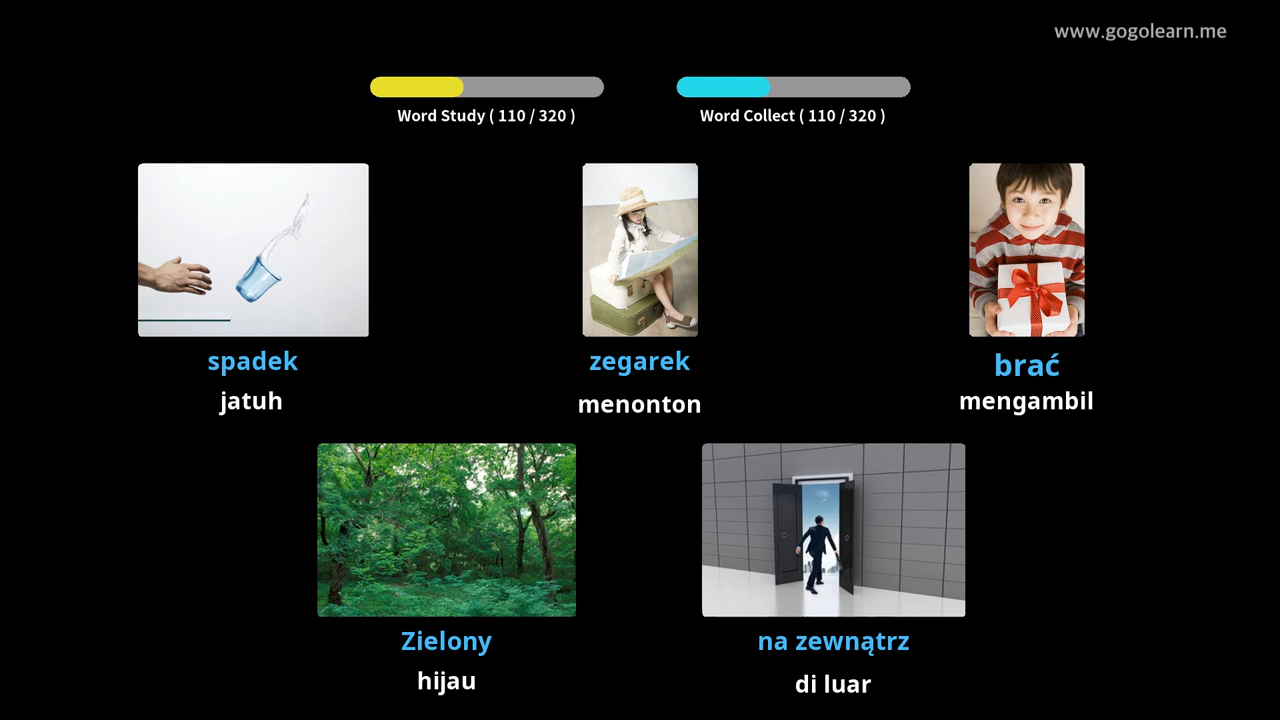 www.gogolearn.me
Word Study ( 110 / 320 )
Word Collect ( 110 / 320 )
spadek
jatuh
zegarek
menonton
brać
mengambil
Zielony
hijau
na zewnątrz
di luar